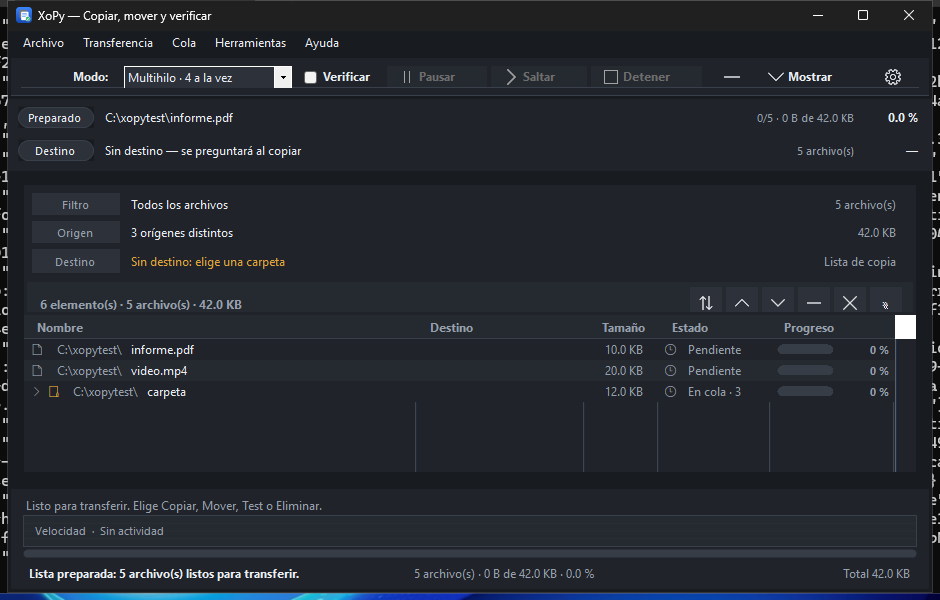 XoPy — Copiar, mover y verificar
Archivo Transferencia Cola Herramientas Ayuda
Modo: Multihilo · 4 a la vez Verificar Pausar Saltar Detener Mostrar
Preparado C:\xopytest\informe.pdf 0/5 · 0 B de 42.0 KB 0.0 %
Destino Sin destino — se preguntará al copiar 5 archivo(s) —
Filtro Todos los archivos 5 archivo(s)
Origen 3 orígenes distintos 42.0 KB
Destino Sin destino: elige una carpeta Lista de copia
6 elemento(s) · 5 archivo(s) · 42.0 KB
Nombre Destino Tamaño Estado Progreso
C:\xopytest\ informe.pdf 10.0 KB Pendiente 0 %
C:\xopytest\ video.mp4 20.0 KB Pendiente 0 %
C:\xopytest\ carpeta 12.0 KB En cola · 3 0 %
Listo para transferir. Elige Copiar, Mover, Test o Eliminar.
Velocidad · Sin actividad
Lista preparada: 5 archivo(s) listos para transferir. 5 archivo(s) · 0 B de 42.0 KB · 0.0 % Total 42.0 KB